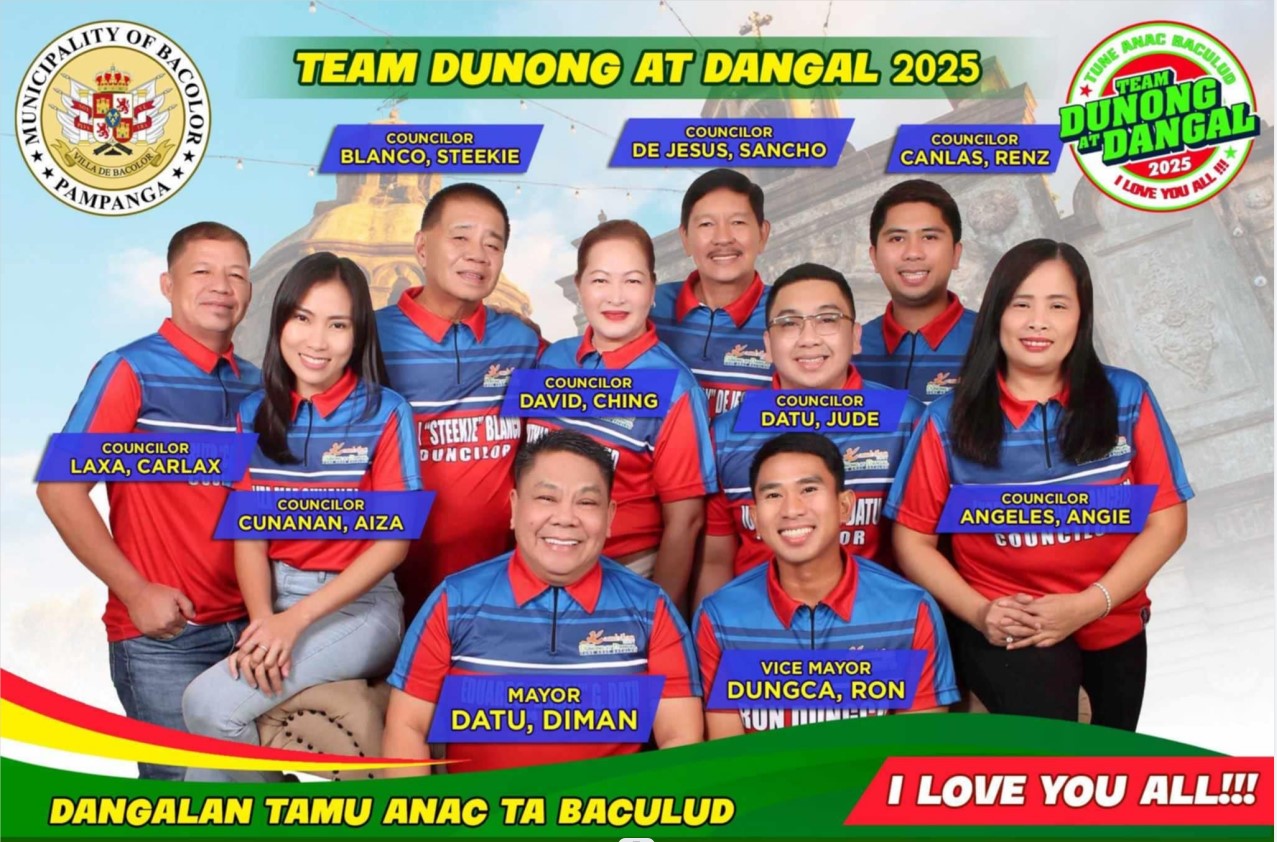 MUNICIPALITY OF BACOLOR
VILLA DE BACOLOR
★ PAMPANGA ★
TEAM DUNONG AT DANGAL 2025
★ TUNE ANAC BACULUD ★
TEAM
DUNONG
AT DANGAL
2025
I LOVE YOU ALL !!!
COUNCILOR
BLANCO, STEEKIE
COUNCILOR
DE JESUS, SANCHO
COUNCILOR
CANLAS, RENZ
COUNCILOR
DAVID, CHING
COUNCILOR
DATU, JUDE
"STEEKIE" BLANCO
COUNCILOR
COUNCILOR
LAXA, CARLAX
COUNCILOR
CUNANAN, AIZA
COUNCILOR
ANGELES, ANGIE
MAYOR
DATU, DIMAN
VICE MAYOR
DUNGCA, RON
DANGALAN TAMU ANAC TA BACULUD
I LOVE YOU ALL!!!